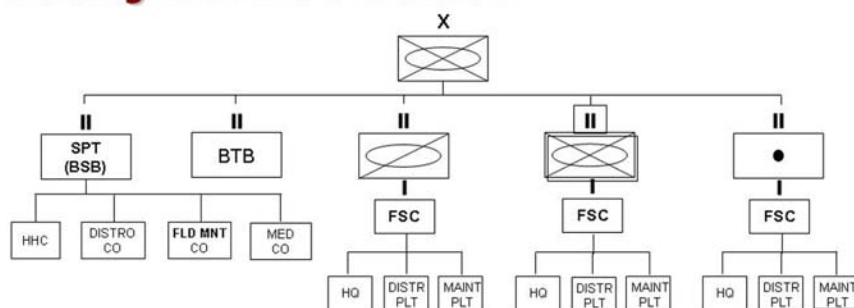 X
II
II
II
II
II
SPT
(BSB)
BTB
I
I
I
FSC
FSC
FSC
HHC
DISTRO
CO
FLD MNT
CO
MED
CO
HQ
DISTR
PLT
MAINT
PLT
HQ
DISTR
PLT
MAINT
PLT
HQ
DISTR
PLT
MAINT
PLT